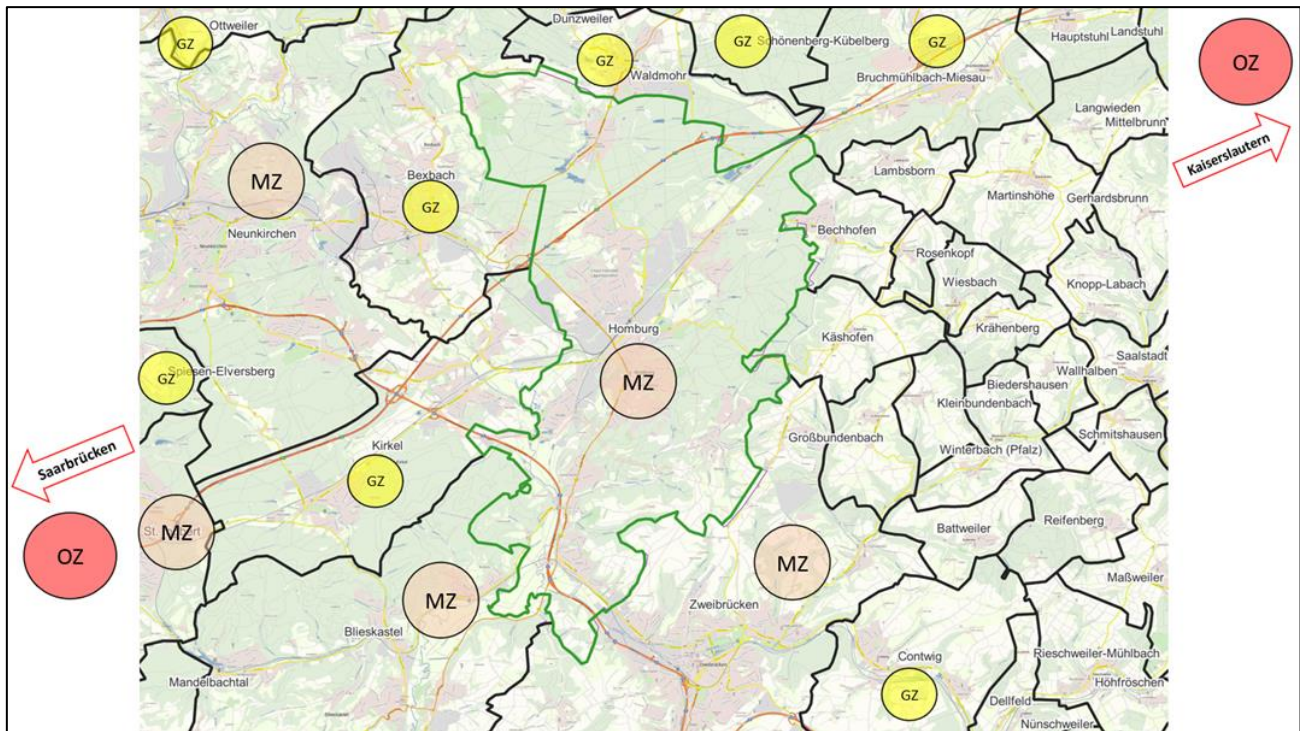 Ottweiler
GZ
Dunzweiler
GZ
Waldmohr
GZ
Schönenberg-Kübelberg
GZ
Bruchmühlbach-Miesau
Hauptstuhl
Landstuhl
OZ
Kaiserslautern
Langwieden
Mittelbrunn
MZ
Neunkirchen
Neunkirchen
Bexbach
GZ
Lambsborn
Martinshöhe
Gerhardsbrunn
Bechhofen
Rosenkopf
Wiesbach
Knopp-Labach
Homburg
MZ
Käshofen
Krähenberg
Saalstadt
Wallhalben
Biedershausen
Kleinbundenbach
Schmitshausen
GZ
Spiesen-Elversberg
Saarbrücken
OZ
Kirkel
GZ
Großbundenbach
Winterbach (Pfalz)
MZ
MZ
Blieskastel
MZ
Zweibrücken
Battweiler
Reifenberg
Maßweiler
Mandelbachtal
Contwig
GZ
Rieschweiler-Mühlbach
Höhfröschen
Dellfeld
Nünschweiler